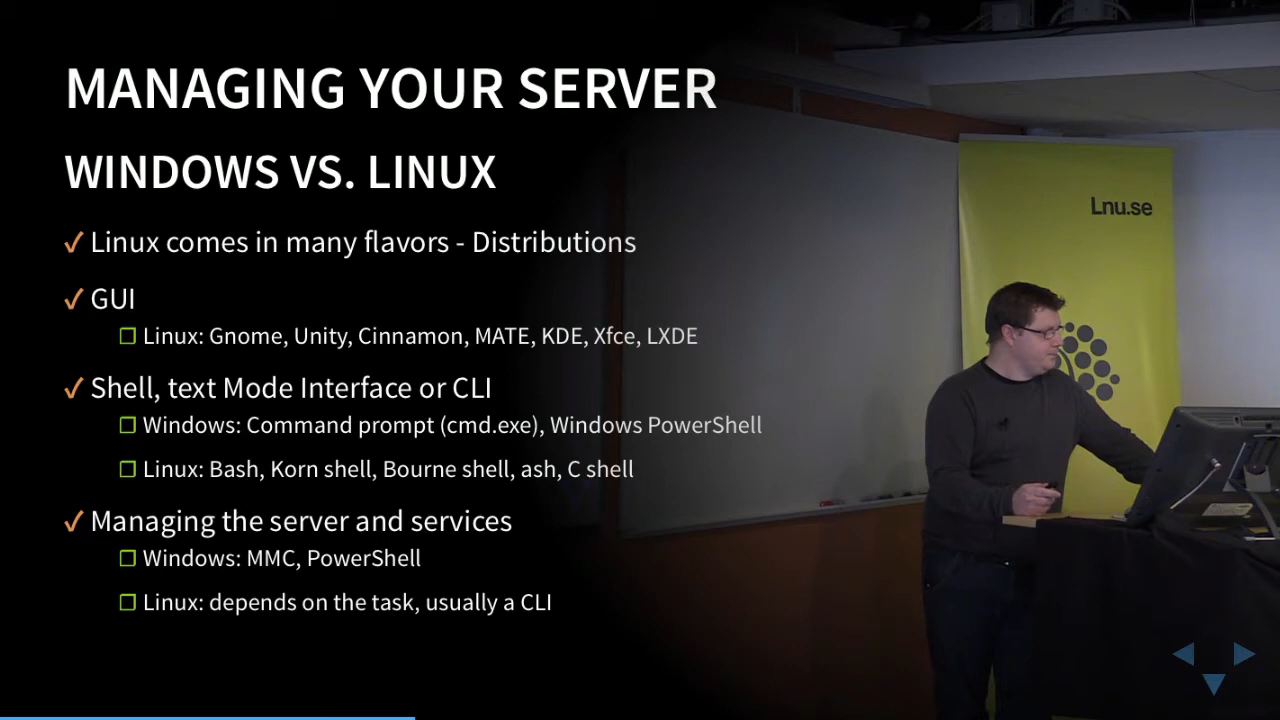 MANAGING YOUR SERVER
WINDOWS VS. LINUX
✓ Linux comes in many flavors - Distributions
✓ GUI
❒ Linux: Gnome, Unity, Cinnamon, MATE, KDE, Xfce, LXDE
✓ Shell, text Mode Interface or CLI
❒ Windows: Command prompt (cmd.exe), Windows PowerShell
❒ Linux: Bash, Korn shell, Bourne shell, ash, C shell
✓ Managing the server and services
❒ Windows: MMC, PowerShell
❒ Linux: depends on the task, usually a CLI
Lnu.se